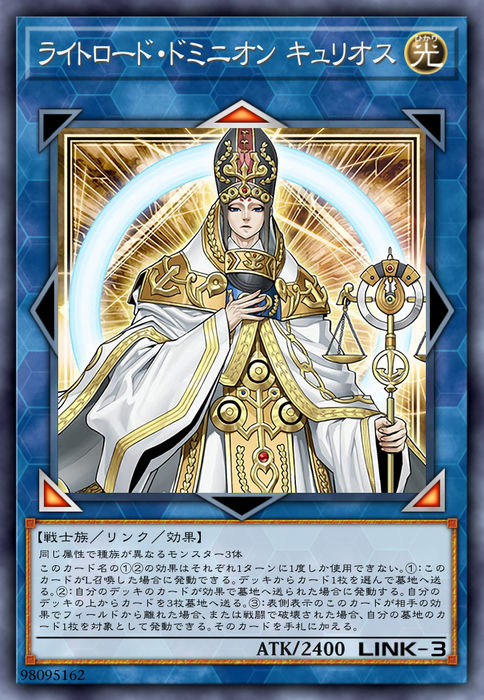 ライトロード・ドミニオン キュリオス
ひかり
光
【戦士族／リンク／効果】
同じ属性で種族が異なるモンスター3体
このカード名の①②の効果はそれぞれ1ターンに1度しか使用できない。①：この
カードがL召喚した場合に発動できる。デッキからカード1枚を選んで墓地へ送
る。②：自分のデッキのカードが効果で墓地へ送られた場合に発動する。自分の
デッキの上からカードを3枚墓地へ送る。③：表側表示のこのカードが相手の効
果でフィールドから離れた場合、または戦闘で破壊された場合、自分の墓地のカ
ード1枚を対象として発動できる。そのカードを手札に加える。
ATK/2400 LINK-3
98095162